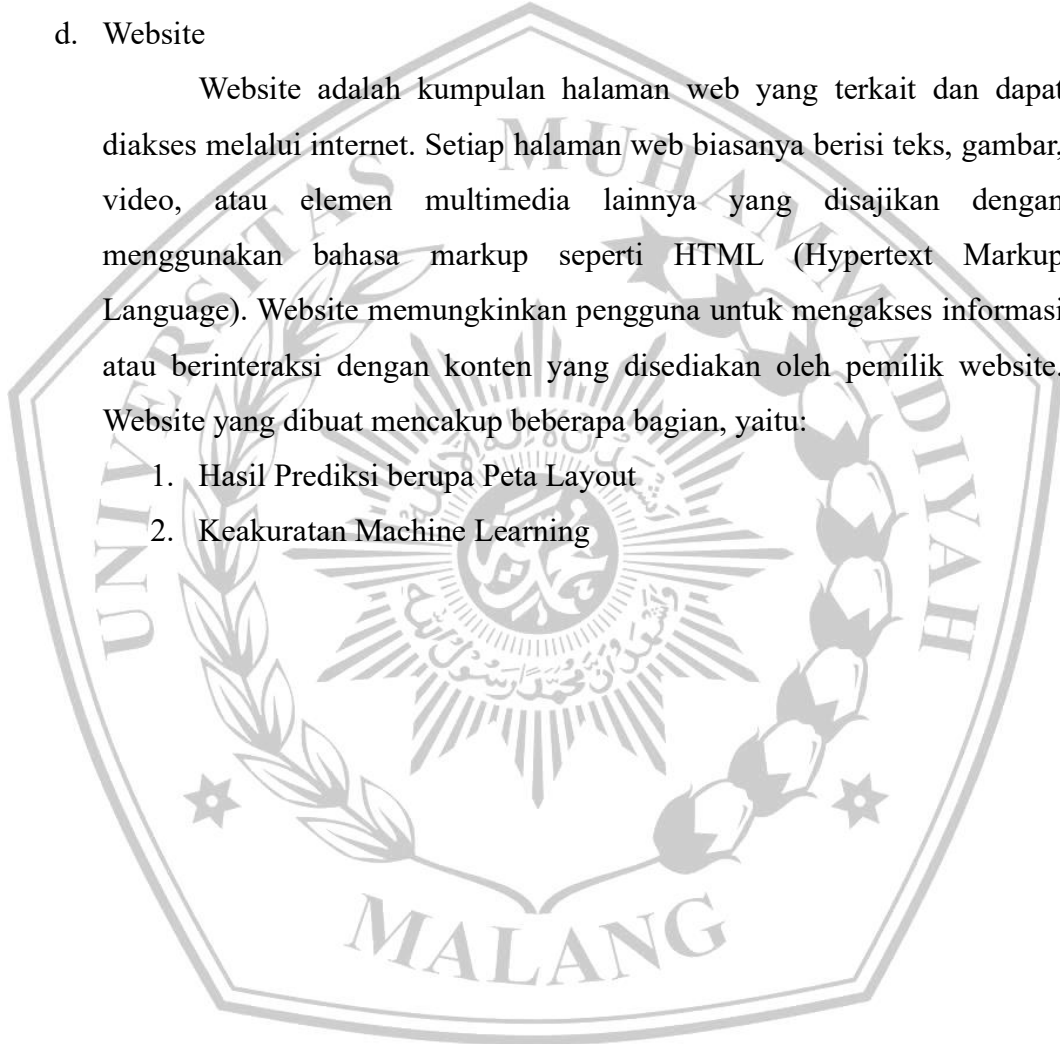 d. Website
Website adalah kumpulan halaman web yang terkait dan dapat
diakses melalui internet. Setiap halaman web biasanya berisi teks, gambar,
video, atau elemen multimedia lainnya yang disajikan dengan
menggunakan bahasa markup seperti HTML (Hypertext Markup
Language). Website memungkinkan pengguna untuk mengakses informasi
atau berinteraksi dengan konten yang disediakan oleh pemilik website.
Website yang dibuat mencakup beberapa bagian, yaitu:
1. Hasil Prediksi berupa Peta Layout
2. Keakuratan Machine Learning
UNIVERSITAS MUHAMMADIYAH
MALANG